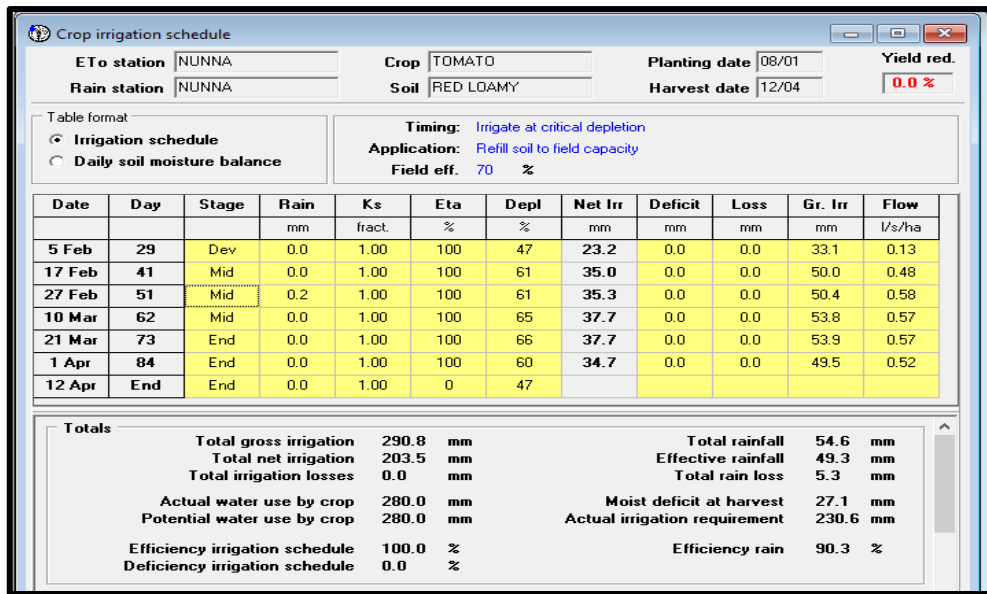 Crop irrigation schedule
ETo station NUNNA Crop TOMATO Planting date 08/01 Yield red.
Rain station NUNNA Soil RED LOAMY Harvest date 12/04 0.0 %
Table format
Irrigation schedule
Daily soil moisture balance
Timing: Irrigate at critical depletion
Application: Refill soil to field capacity
Field eff. 70 %
Date Day Stage Rain Ks Eta Depl Net Irr Deficit Loss Gr. Irr Flow
mm fract. % % mm mm mm mm l/s/ha
5 Feb 29 Dev 0.0 1.00 100 47 23.2 0.0 0.0 33.1 0.13
17 Feb 41 Mid 0.0 1.00 100 61 35.0 0.0 0.0 50.0 0.48
27 Feb 51 Mid 0.2 1.00 100 61 35.3 0.0 0.0 50.4 0.58
10 Mar 62 Mid 0.0 1.00 100 65 37.7 0.0 0.0 53.8 0.57
21 Mar 73 End 0.0 1.00 100 66 37.7 0.0 0.0 53.9 0.57
1 Apr 84 End 0.0 1.00 100 60 34.7 0.0 0.0 49.5 0.52
12 Apr End End 0.0 1.00 0 47
Totals
Total gross irrigation 290.8 mm Total rainfall 54.6 mm
Total net irrigation 203.5 mm Effective rainfall 49.3 mm
Total irrigation losses 0.0 mm Total rain loss 5.3 mm
Actual water use by crop 280.0 mm Moist deficit at harvest 27.1 mm
Potential water use by crop 280.0 mm Actual irrigation requirement 230.6 mm
Efficiency irrigation schedule 100.0 % Efficiency rain 90.3 %
Deficiency irrigation schedule 0.0 %